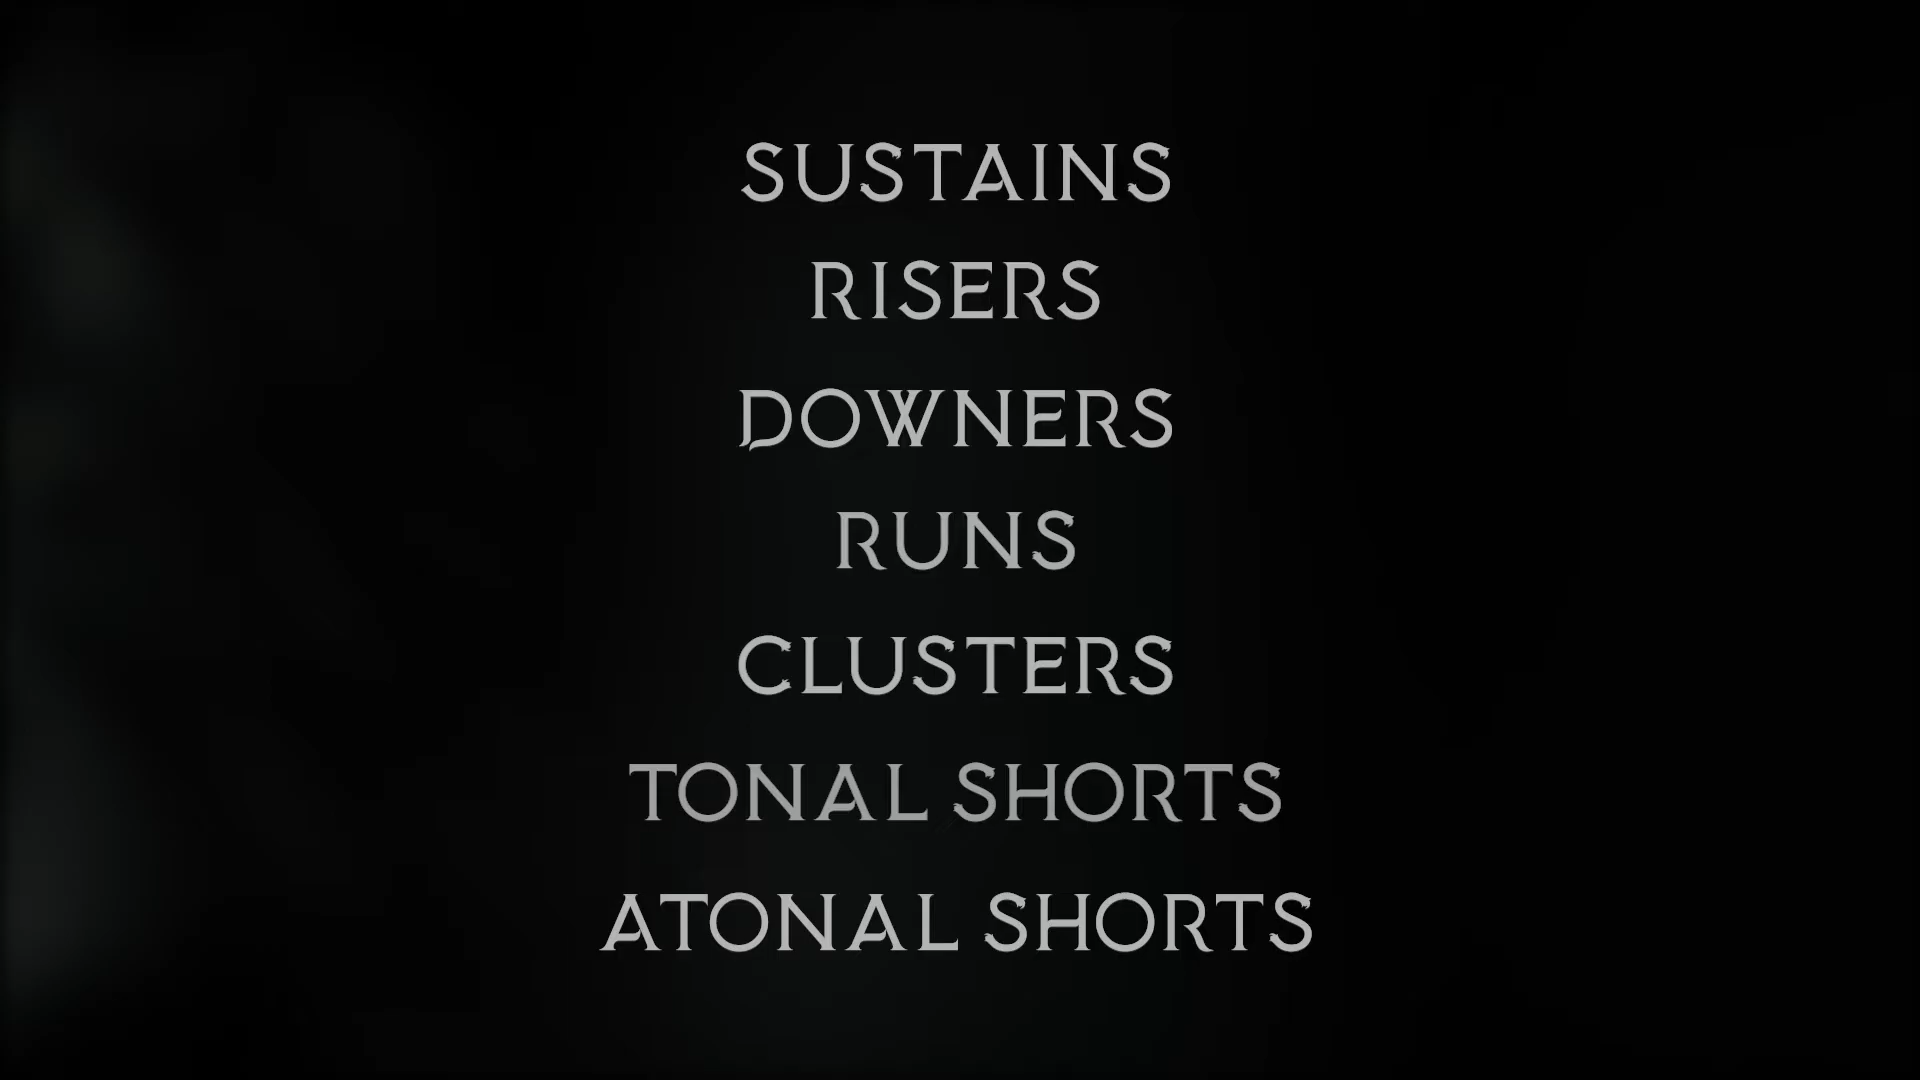 SUSTAINS
RISERS
DOWNERS
RUNS
CLUSTERS
TONAL SHORTS
ATONAL SHORTS